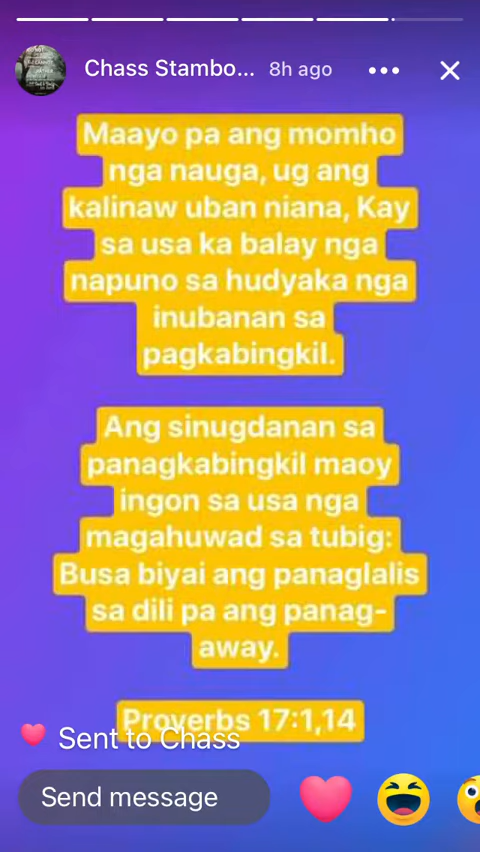 Chass Stambo... 8h ago
Maayo pa ang momho
nga nauga, ug ang
kalinaw uban niana, Kay
sa usa ka balay nga
napuno sa hudyaka nga
inubanan sa
pagkabingkil.
Ang sinugdanan sa
panagkabingkil maoy
ingon sa usa nga
magahuwad sa tubig:
Busa biyai ang panaglalis
sa dili pa ang panag-
away.
Proverbs 17:1,14
Sent to Chass
Send message